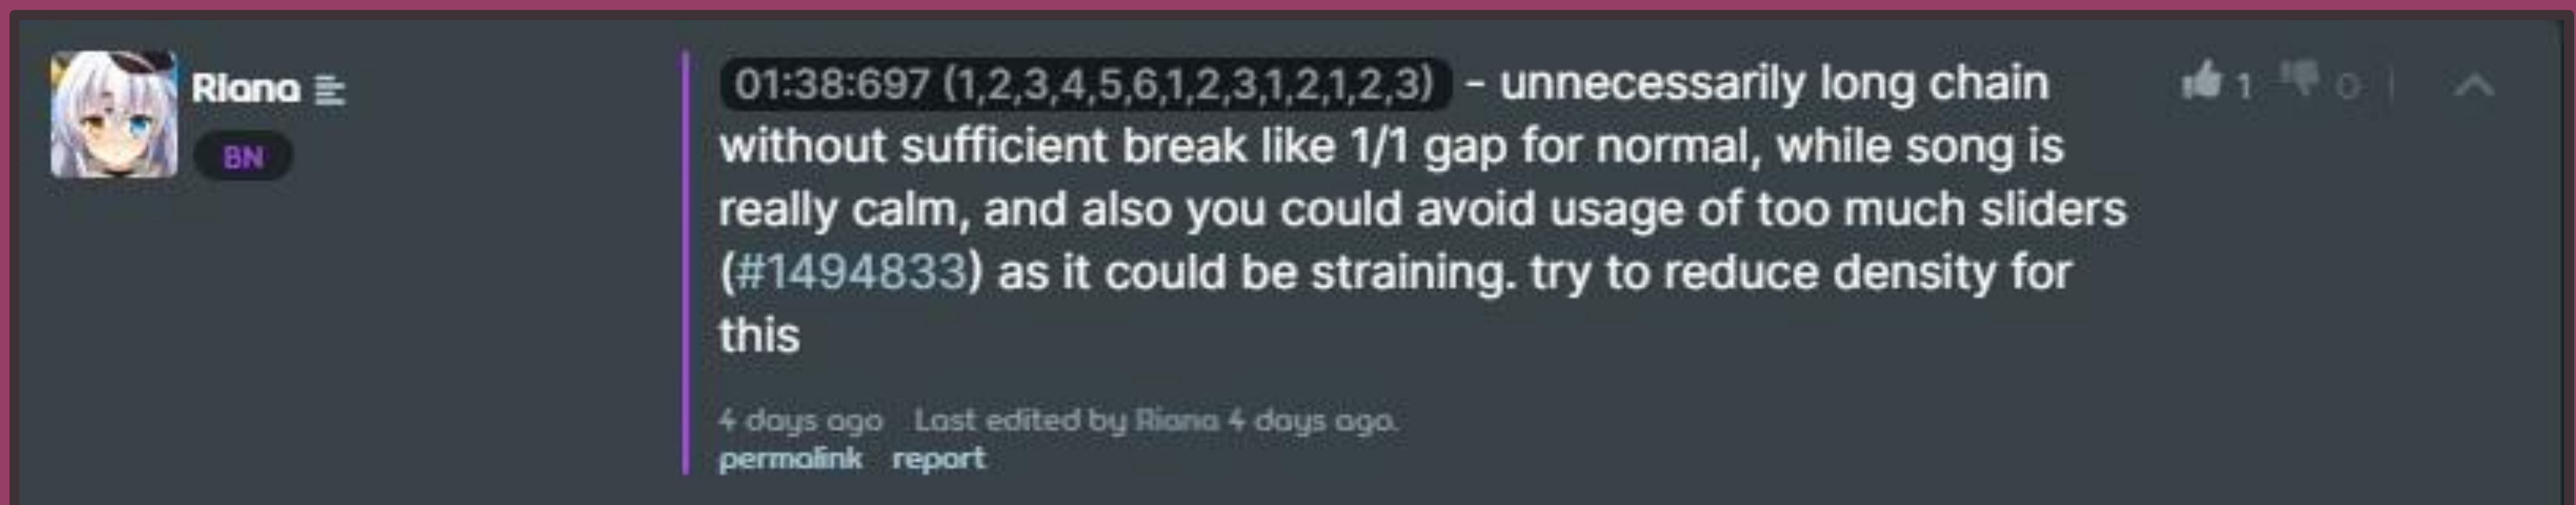 Riana
BN
01:38:697 (1,2,3,4,5,6,1,2,3,1,2,1,2,3) - unnecessarily long chain
without sufficient break like 1/1 gap for normal, while song is
really calm, and also you could avoid usage of too much sliders
(#1494833) as it could be straining. try to reduce density for
this
1 0
4 days ago Last edited by Riana 4 days ago.
permalink report